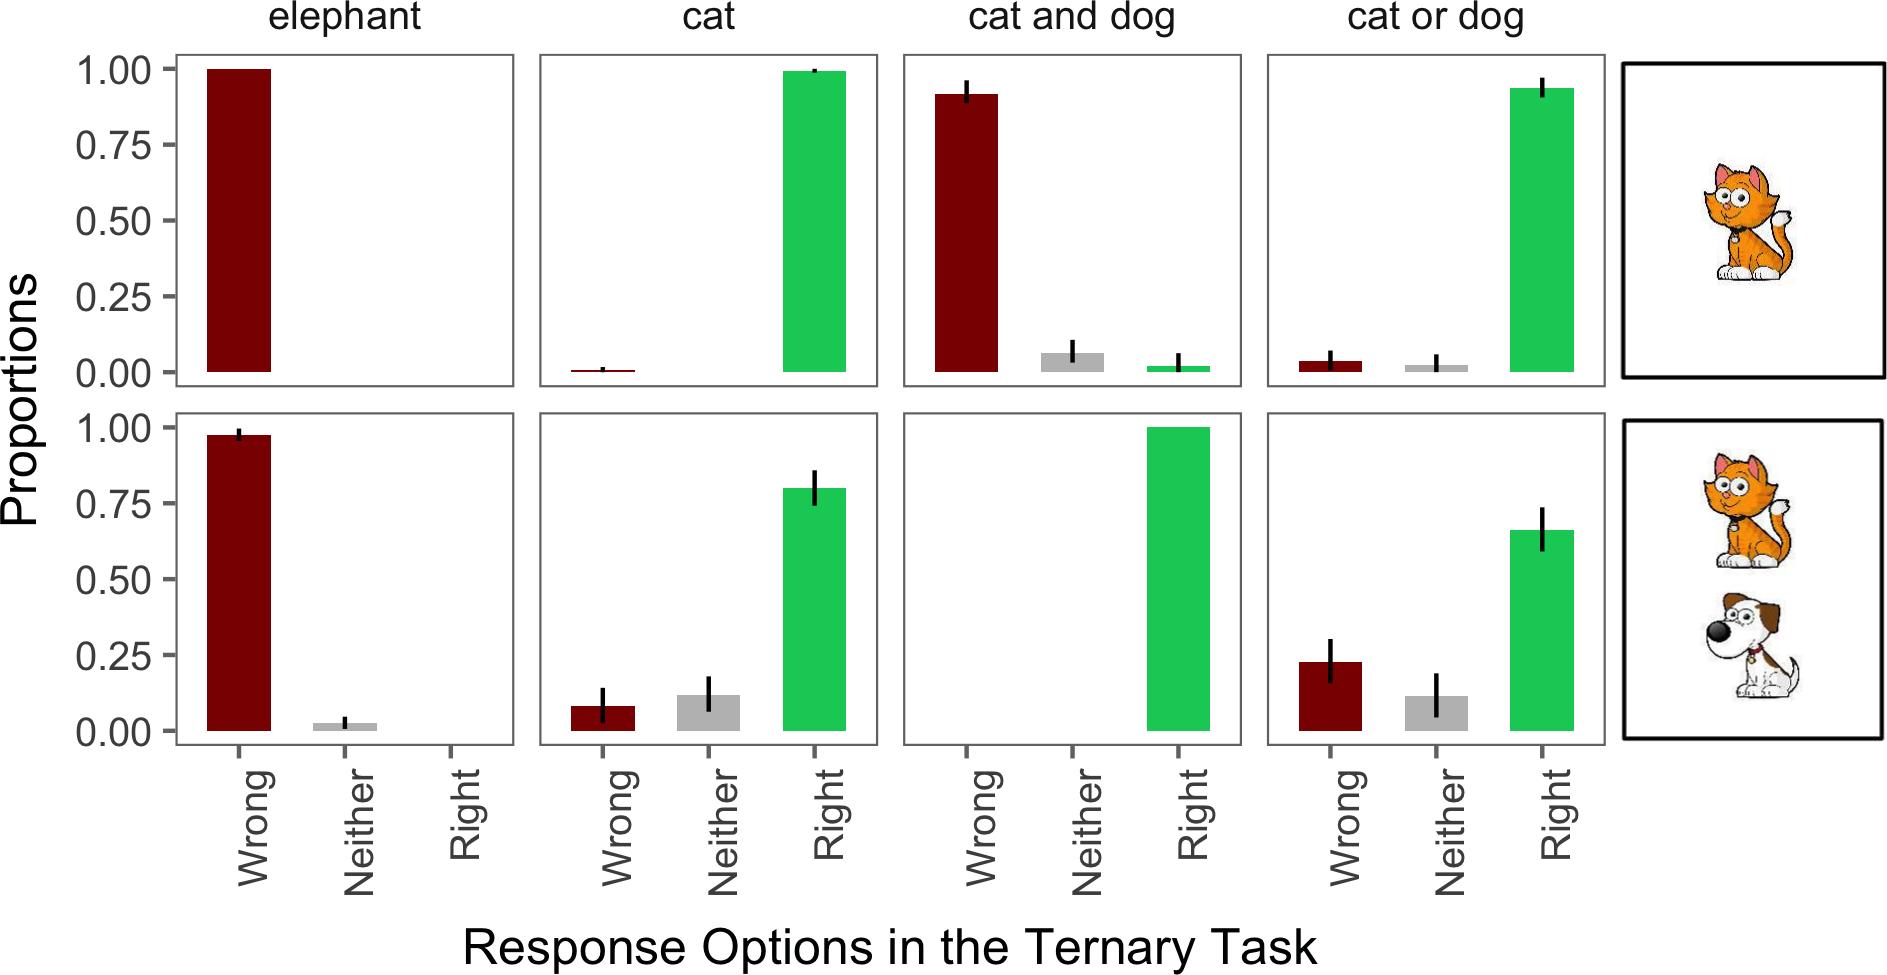 elephant cat cat and dog cat or dog
1.00
0.75
0.50
0.25
0.00
1.00
0.75
0.50
0.25
0.00
Proportions
Wrong Neither Right Wrong Neither Right Wrong Neither Right Wrong Neither Right
Response Options in the Ternary Task